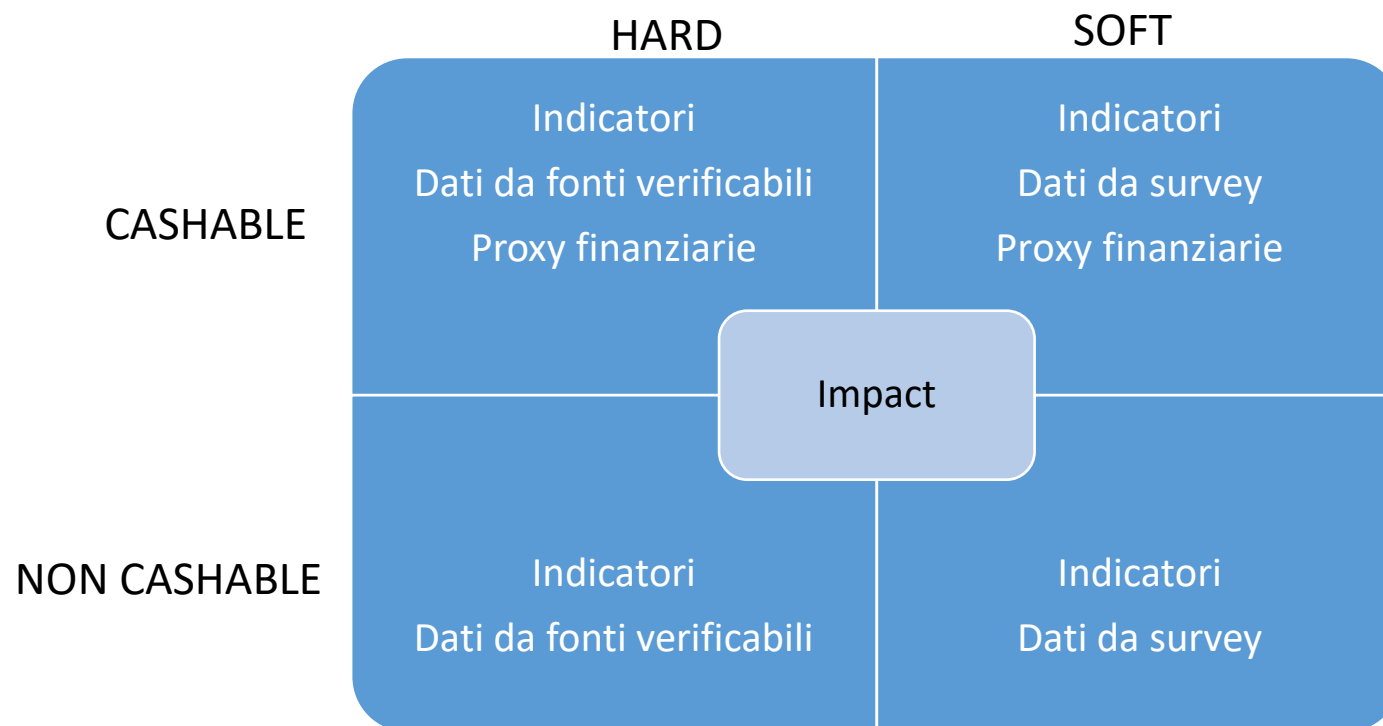 HARD
SOFT
CASHABLE
Indicatori
Dati da fonti verificabili
Proxy finanziarie
Indicatori
Dati da survey
Proxy finanziarie
Impact
NON CASHABLE
Indicatori
Dati da fonti verificabili
Indicatori
Dati da survey